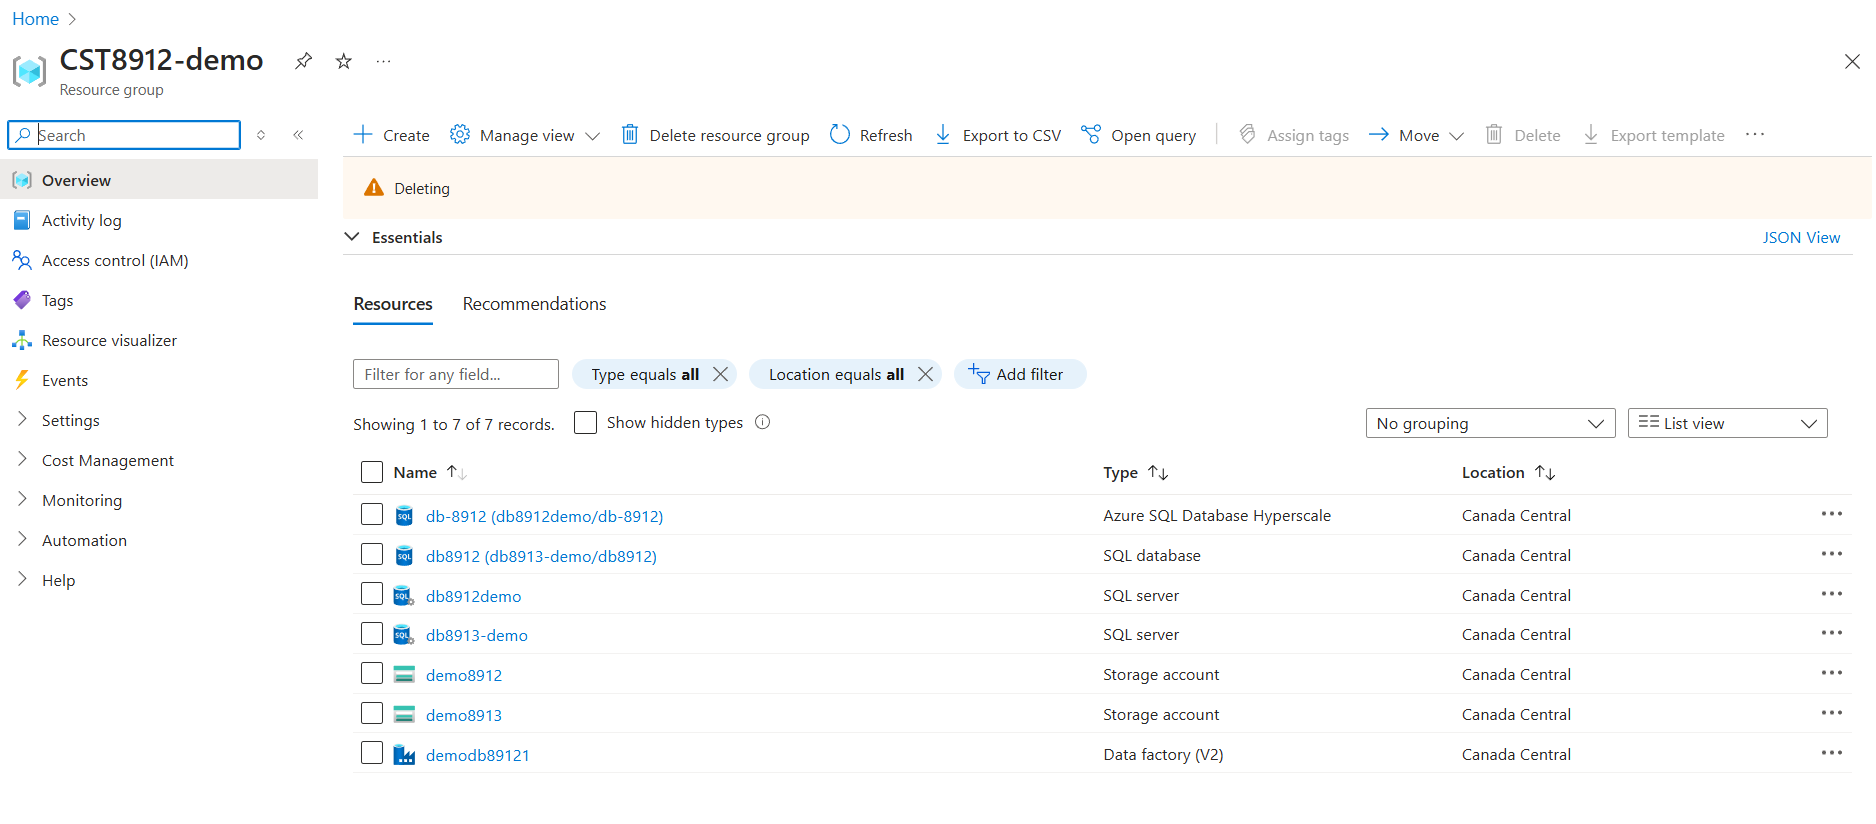 Home
CST8912-demo
Resource group
Search
Create Manage view Delete resource group Refresh Export to CSV Open query Assign tags Move Delete Export template
Overview
Activity log
Access control (IAM)
Tags
Resource visualizer
Events
Settings
Cost Management
Monitoring
Automation
Help
Deleting
Essentials JSON View
Resources Recommendations
Filter for any field... Type equals all Location equals all Add filter
Showing 1 to 7 of 7 records. Show hidden types No grouping List view
Name Type Location
SQL db-8912 (db8912demo/db-8912) Azure SQL Database Hyperscale Canada Central
SQL db8912 (db8913-demo/db8912) SQL database Canada Central
SQL db8912demo SQL server Canada Central
SQL db8913-demo SQL server Canada Central
demo8912 Storage account Canada Central
demo8913 Storage account Canada Central
demodb89121 Data factory (V2) Canada Central